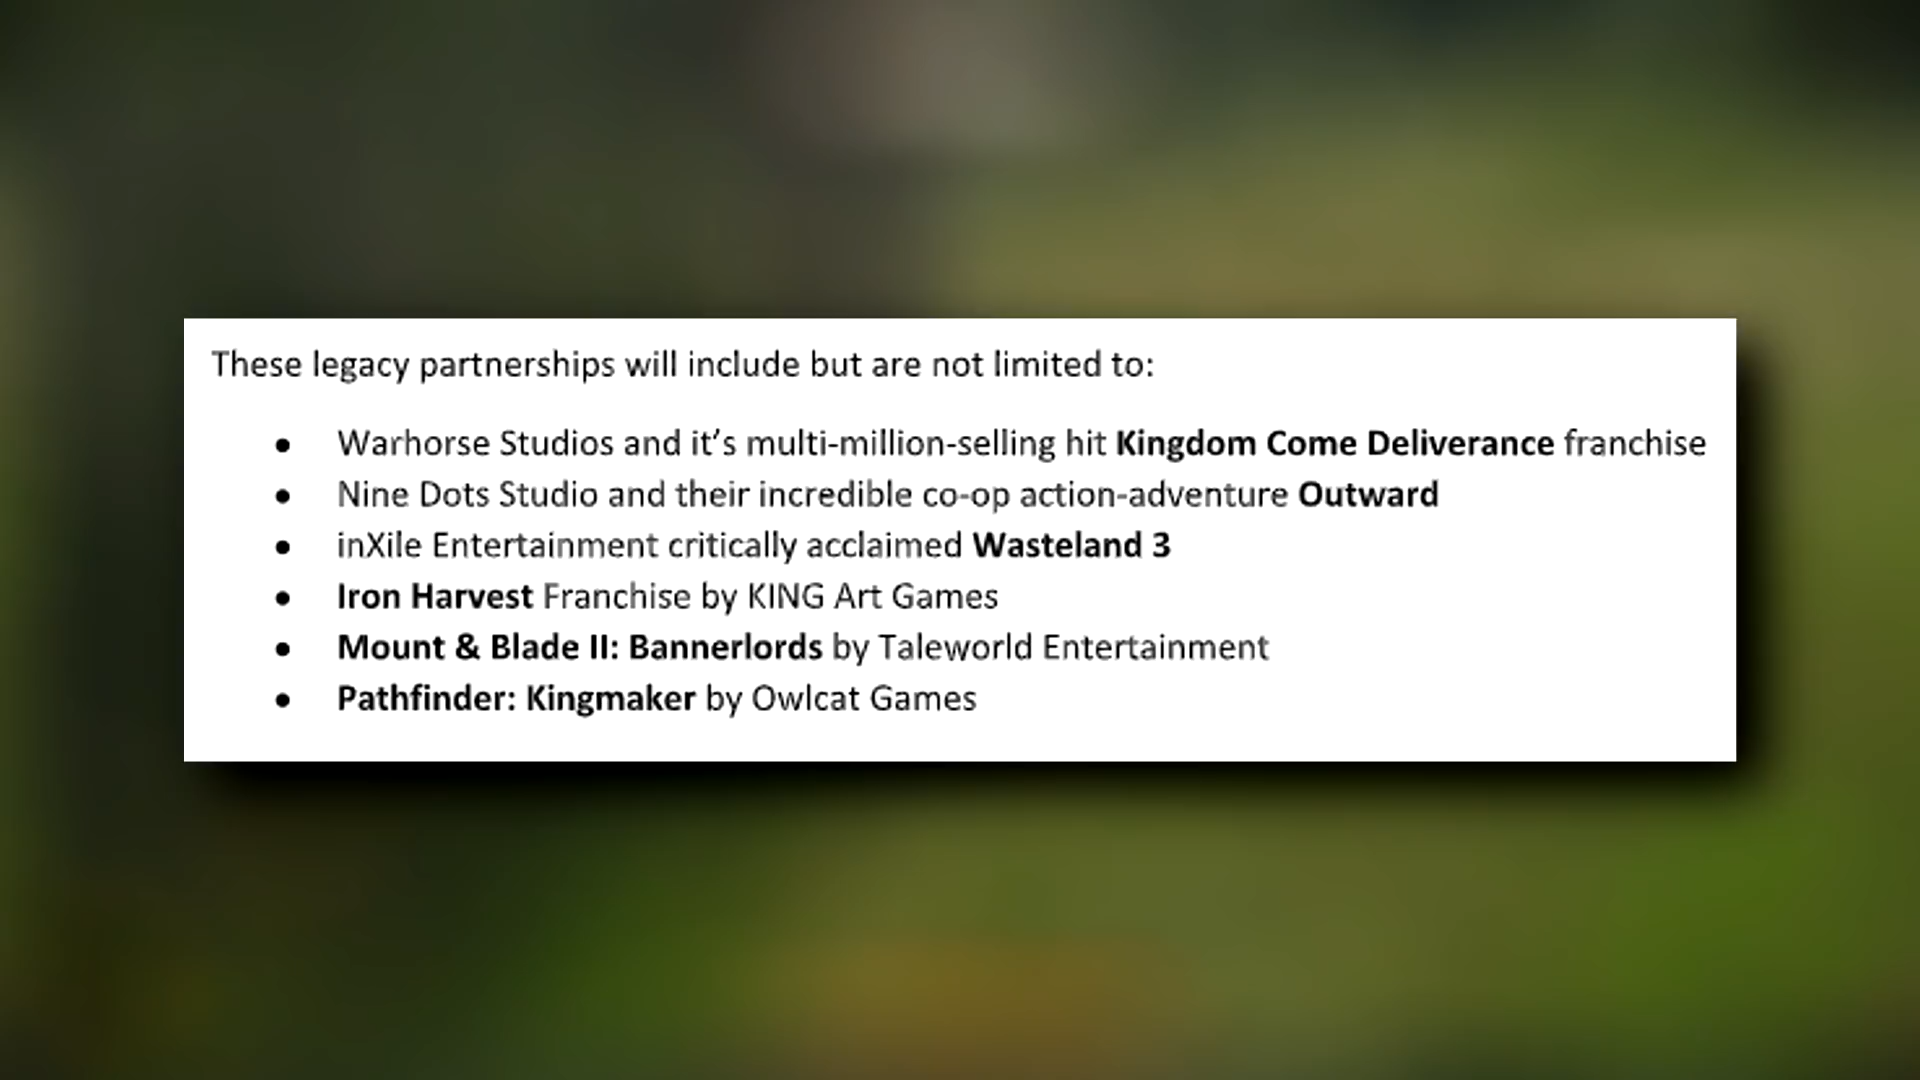 These legacy partnerships will include but are not limited to:
• Warhorse Studios and it’s multi-million-selling hit Kingdom Come Deliverance franchise
• Nine Dots Studio and their incredible co-op action-adventure Outward
• inXile Entertainment critically acclaimed Wasteland 3
• Iron Harvest Franchise by KING Art Games
• Mount & Blade II: Bannerlords by Taleworld Entertainment
• Pathfinder: Kingmaker by Owlcat Games